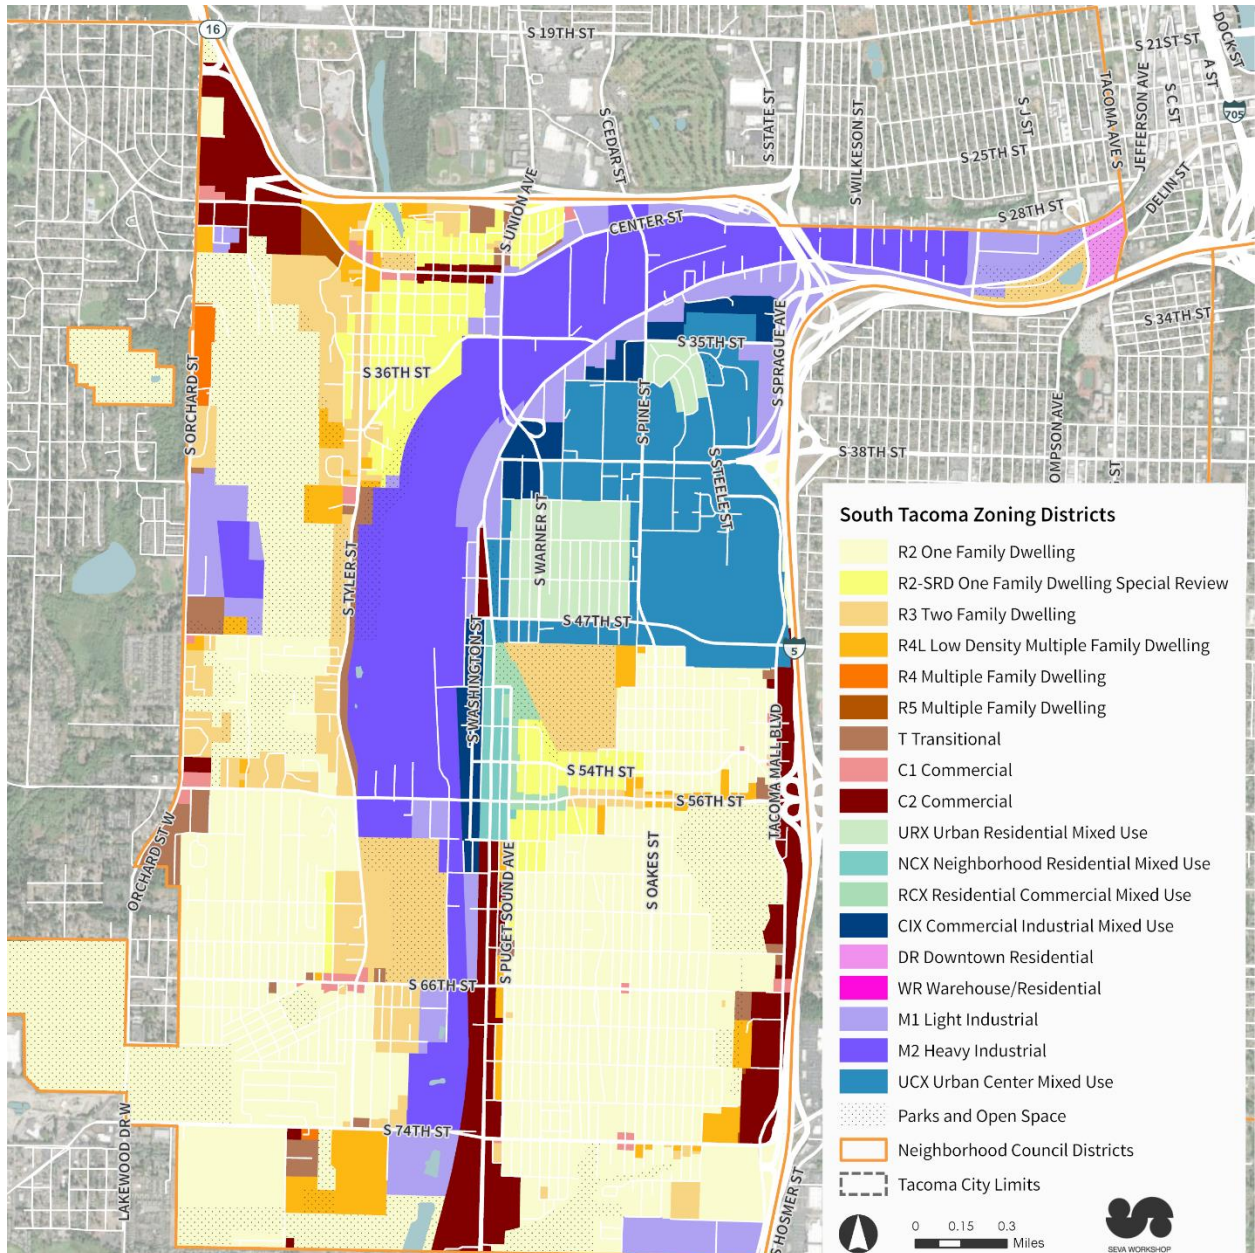 16
S 19TH ST
S 21ST ST
DOCK ST
A ST
705
S C ST
JEFFERSON AVE
TACOMA AVE S
S J ST
S 25TH ST
S WILKESON ST
S STATE ST
S CEDAR ST
S UNION AVE
CENTER ST
S 28TH ST
DELIN ST
S 34TH ST
S ORCHARD ST
S 36TH ST
S 35TH ST
S SPRAGUE AVE
S PINE ST
S STEELE ST
S 38TH ST
OMPSON AVE
S ST
S WARNER ST
S TYLER ST
S 47TH ST
5
S WASHINGTON ST
TACOMA MALL BLVD
S 54TH ST
S 56TH ST
ORCHARD ST W
S OAKES ST
S PUGET SOUND AVE
S 66TH ST
S 74TH ST
LAKEWOOD DR W
S HOSMER ST
South Tacoma Zoning Districts
R2 One Family Dwelling
R2-SRD One Family Dwelling Special Review
R3 Two Family Dwelling
R4L Low Density Multiple Family Dwelling
R4 Multiple Family Dwelling
R5 Multiple Family Dwelling
T Transitional
C1 Commercial
C2 Commercial
URX Urban Residential Mixed Use
NCX Neighborhood Residential Mixed Use
RCX Residential Commercial Mixed Use
CIX Commercial Industrial Mixed Use
DR Downtown Residential
WR Warehouse/Residential
M1 Light Industrial
M2 Heavy Industrial
UCX Urban Center Mixed Use
Parks and Open Space
Neighborhood Council Districts
Tacoma City Limits
0 0.15 0.3
Miles
SEVA WORKSHOP